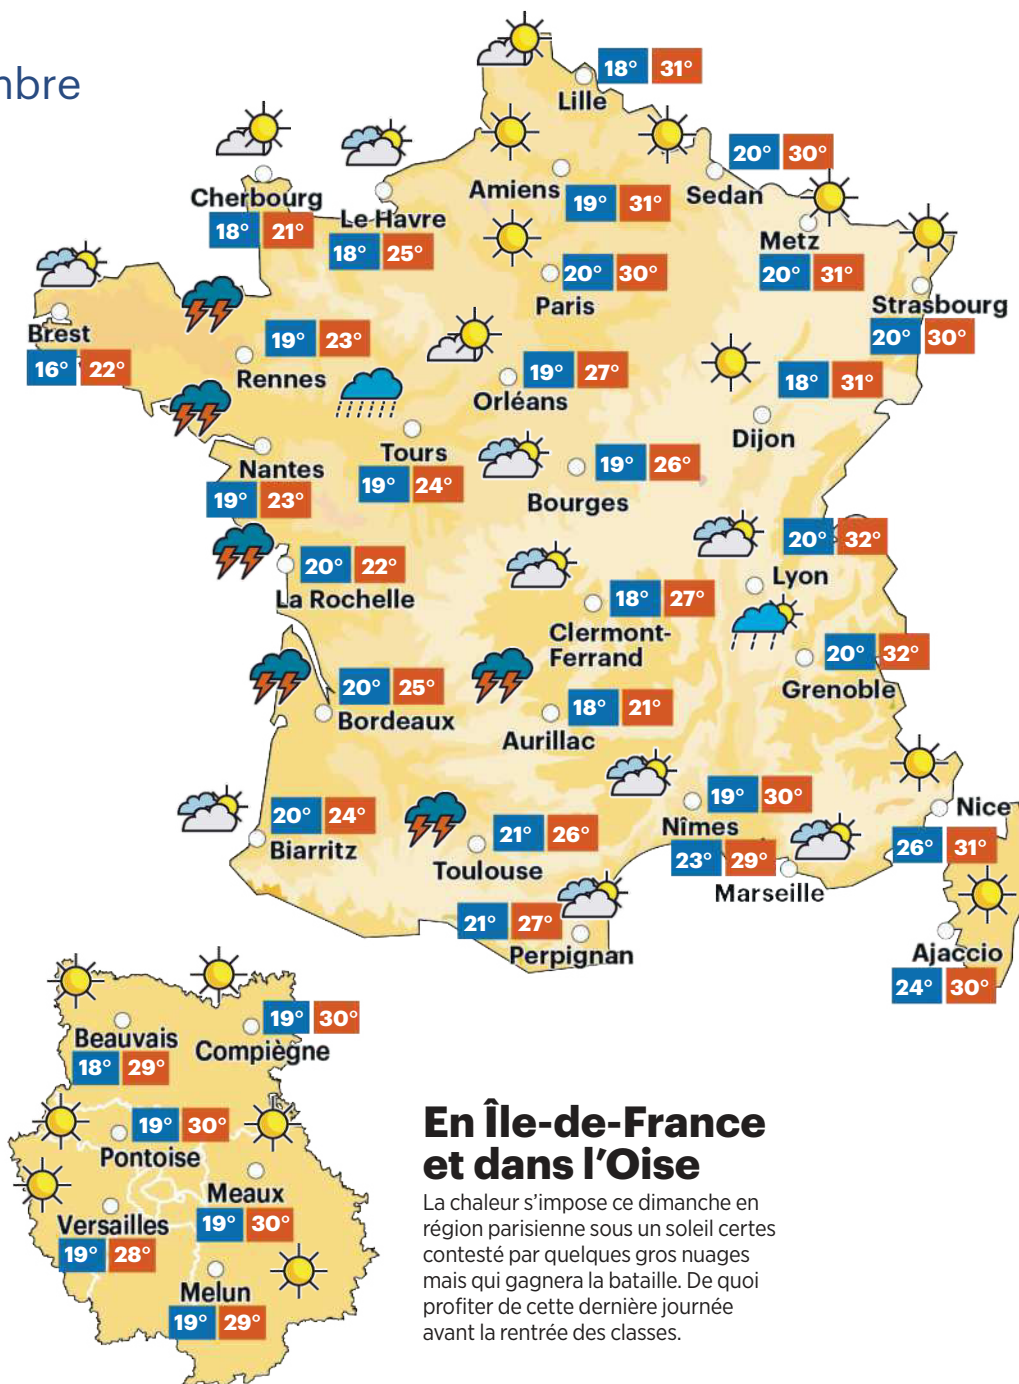 mbre
18° 31°
Lille
20° 30°
Sedan
Amiens
19° 31°
Cherbourg
18° 21°
Le Havre
18° 25°
Metz
20° 31°
20° 30°
Paris
Strasbourg
20° 30°
Brest
16° 22°
19° 23°
Rennes
19° 27°
Orléans
18° 31°
Dijon
Tours
19° 24°
Nantes
19° 23°
19° 26°
Bourges
20° 32°
Lyon
20° 22°
La Rochelle
18° 27°
Clermont-
Ferrand
20° 32°
Grenoble
20° 25°
Bordeaux
18° 21°
Aurillac
19° 30°
Nîmes
Nice
26° 31°
20° 24°
Biarritz
21° 26°
Toulouse
23° 29°
Marseille
21° 27°
Perpignan
Ajaccio
24° 30°
Beauvais
18° 29°
19° 30°
Compiègne
19° 30°
Pontoise
Meaux
19° 30°
Versailles
19° 28°
Melun
19° 29°
En Île-de-France
et dans l'Oise
La chaleur s'impose ce dimanche en
région parisienne sous un soleil certes
contesté par quelques gros nuages
mais qui gagnera la bataille. De quoi
profiter de cette dernière journée
avant la rentrée des classes.